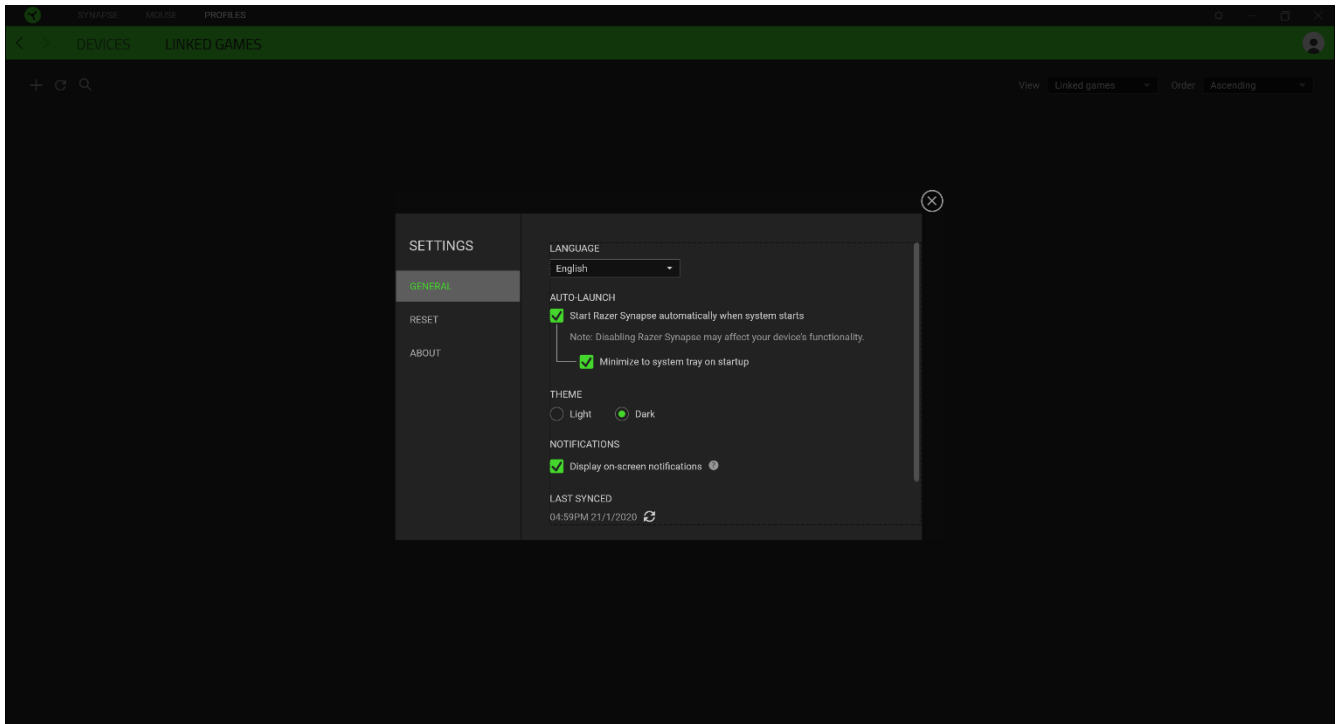 SYNAPSE MOUSE PROFILES
DEVICES LINKED GAMES
View Linked games Order Ascending
SETTINGS
GENERAL
RESET
ABOUT
LANGUAGE
English
AUTO-LAUNCH
Start Razer Synapse automatically when system starts
Note: Disabling Razer Synapse may affect your device's functionality.
Minimize to system tray on startup
THEME
Light Dark
NOTIFICATIONS
Display on-screen notifications ?
LAST SYNCED
04:59PM 21/1/2020